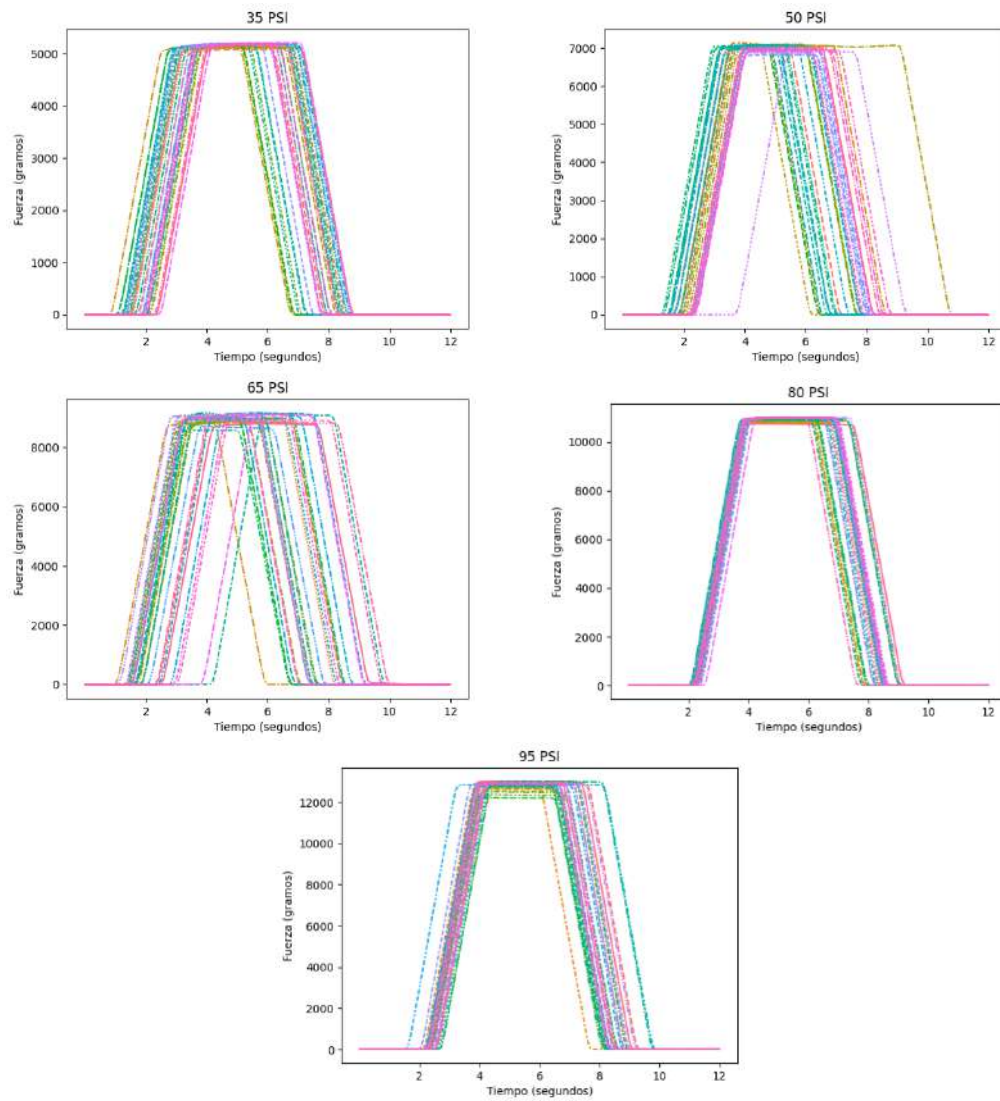 35 PSI
Fuerza (gramos)
5000
4000
3000
2000
1000
0
2 4 6 8 10 12
Tiempo (segundos)
50 PSI
Fuerza (gramos)
7000
6000
5000
4000
3000
2000
1000
0
2 4 6 8 10 12
Tiempo (segundos)
65 PSI
Fuerza (gramos)
8000
6000
4000
2000
0
2 4 6 8 10 12
Tiempo (segundos)
80 PSI
Fuerza (gramos)
10000
8000
6000
4000
2000
0
2 4 6 8 10 12
Tiempo (segundos)
95 PSI
Fuerza (gramos)
12000
10000
8000
6000
4000
2000
0
2 4 6 8 10 12
Tiempo (segundos)